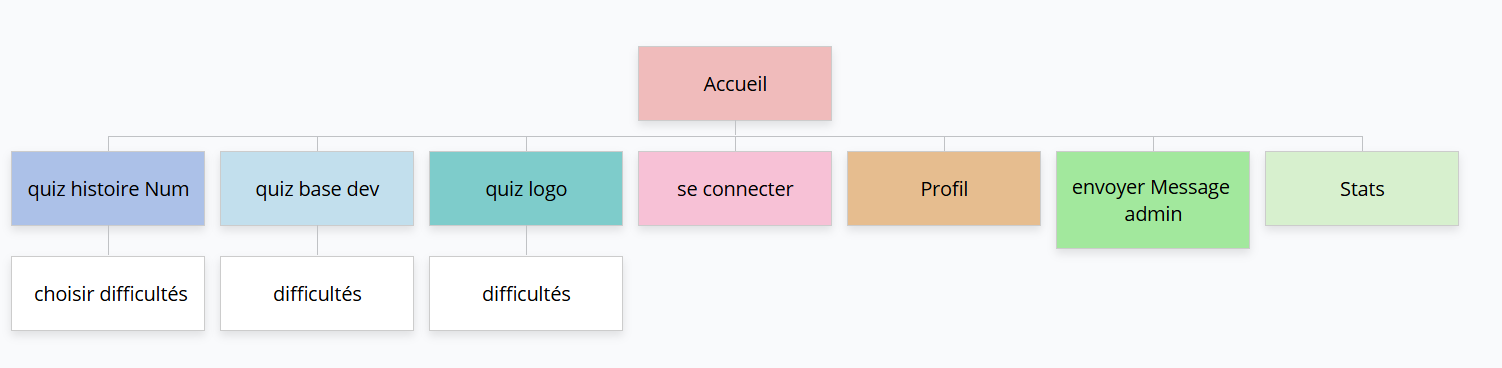 Accueil
quiz histoire Num
quiz base dev
quiz logo
se connecter
Profil
envoyer Message
admin
Stats
choisir difficultés
difficultés
difficultés